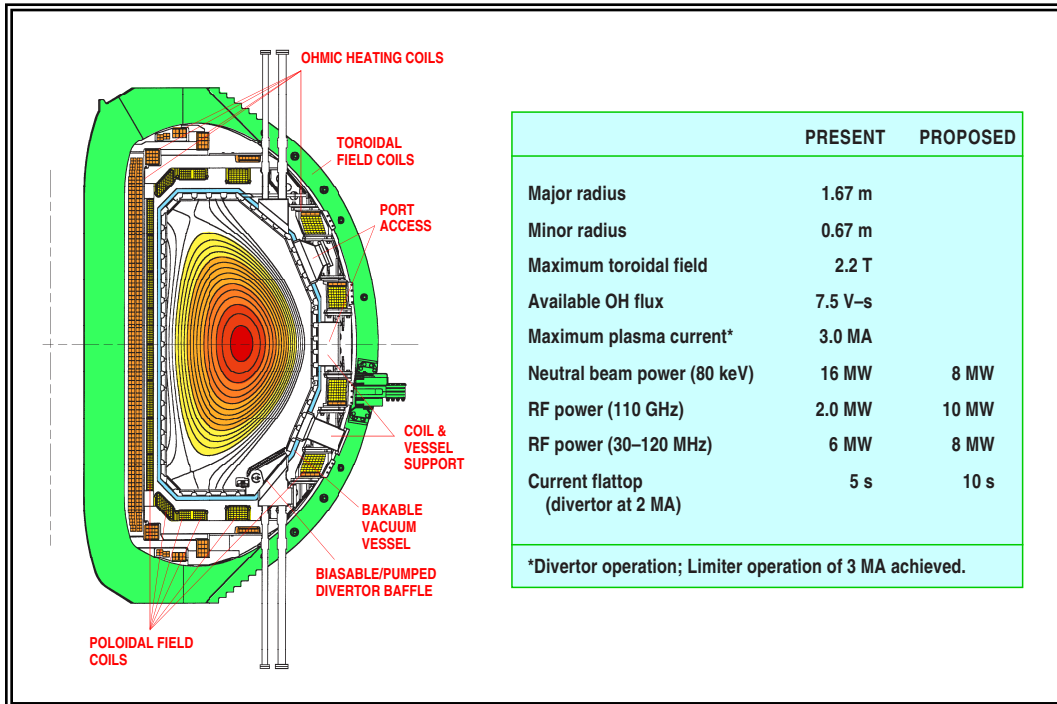 OHMIC HEATING COILS
TOROIDAL
FIELD COILS
PORT
ACCESS
COIL &
VESSEL
SUPPORT
BAKABLE
VACUUM
VESSEL
BIASABLE/PUMPED
DIVERTOR BAFFLE
POLOIDAL FIELD
COILS
PRESENT PROPOSED
Major radius 1.67 m
Minor radius 0.67 m
Maximum toroidal field 2.2 T
Available OH flux 7.5 V–s
Maximum plasma current* 3.0 MA
Neutral beam power (80 keV) 16 MW 8 MW
RF power (110 GHz) 2.0 MW 10 MW
RF power (30–120 MHz) 6 MW 8 MW
Current flattop 5 s 10 s
(divertor at 2 MA)
*Divertor operation; Limiter operation of 3 MA achieved.